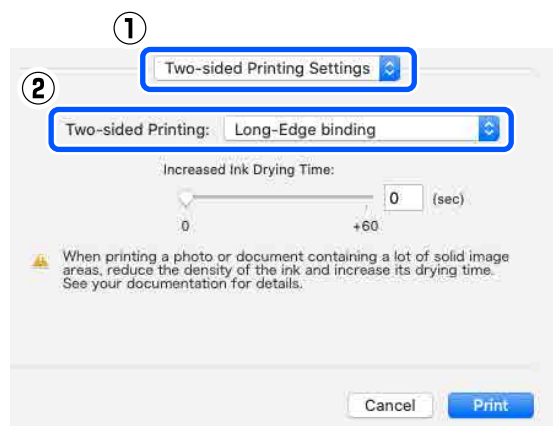 ①
Two-sided Printing Settings
②
Two-sided Printing: Long-Edge binding
Increased Ink Drying Time:
0 (sec)
0 +60
When printing a photo or document containing a lot of solid image
areas, reduce the density of the ink and increase its drying time.
See your documentation for details.
Cancel Print